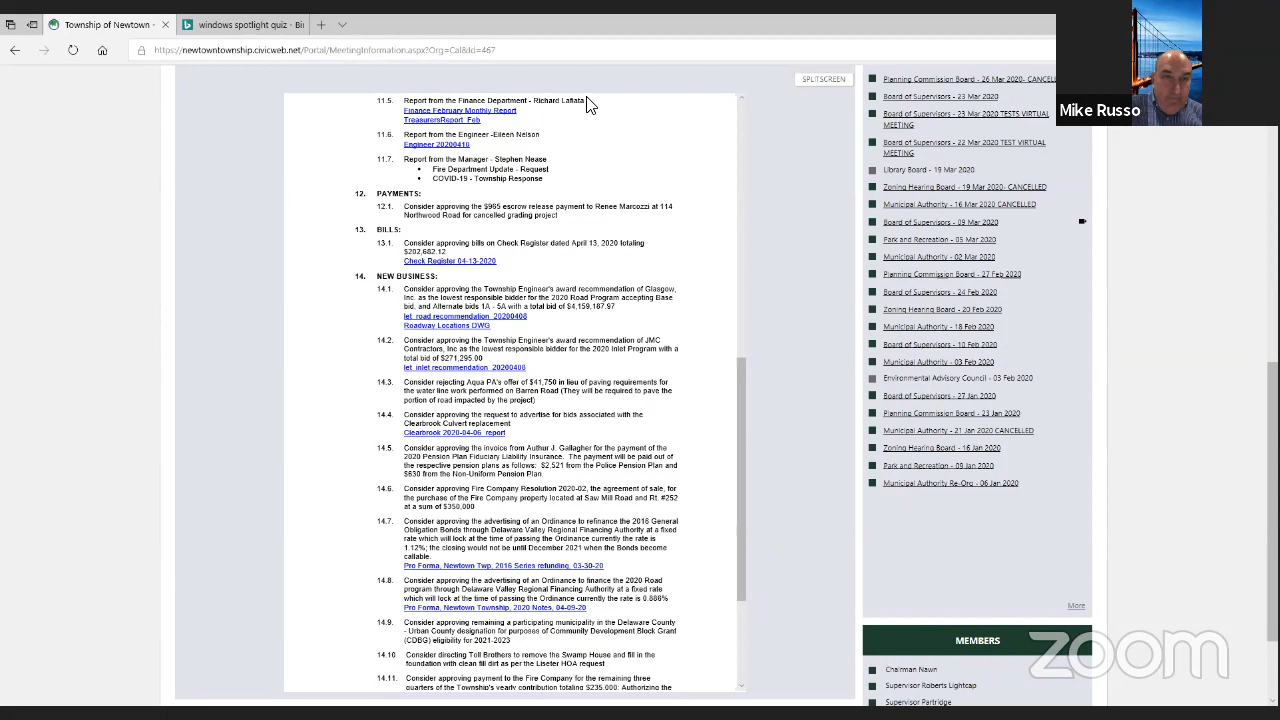 Township of Newtown -
windows spotlight quiz - Bin
https://newtowntownship.civicweb.net/Portal/MeetingInformation.aspx?Org=Cal&Id=467
Mike Russo
SPLITSCREEN
11.5. Report from the Finance Department - Richard Lafiata
Finance February Monthly Report
TreasurersReport_Feb
11.6. Report from the Engineer -Eileen Nelson
Engineer 20200410
11.7. Report from the Manager - Stephen Nease
• Fire Department Update - Request
• COVID-19 - Township Response
12. PAYMENTS:
12.1. Consider approving the $965 escrow release payment to Renee Marcozzi at 114
Northwood Road for cancelled grading project
13. BILLS:
13.1. Consider approving bills on Check Register dated April 13, 2020 totaling
$202,682.12
Check Register 04-13-2020
14. NEW BUSINESS:
14.1. Consider approving the Township Engineer's award recommendation of Glasgow,
Inc. as the lowest responsible bidder for the 2020 Road Program accepting Base
bid, and Alternate bids 1A - 5A with a total bid of $4,159,187.97
let_road recommendation_20200408
Roadway Locations DWG
14.2. Consider approving the Township Engineer's award recommendation of JMC
Contractors, Inc as the lowest responsible bidder for the 2020 Inlet Program with a
total bid of $271,295.00
let_inlet recommendation_20200408
14.3. Consider rejecting Aqua PA's offer of $41,750 in lieu of paving requirements for
the water line work performed on Barren Road (They will be required to pave the
portion of road impacted by the project)
14.4. Consider approving the request to advertise for bids associated with the
Clearbrook Culvert replacement
Clearbrook 2020-04-06_report
14.5. Consider approving the invoice from Authur J. Gallagher for the payment of the
2020 Pension Plan Fiduciary Liability Insurance. The payment will be paid out of
the respective pension plans as follows: $2,521 from the Police Pension Plan and
$630 from the Non-Uniform Pension Plan.
14.6. Consider approving Fire Company Resolution 2020-02, the agreement of sale, for
the purchase of the Fire Company property located at Saw Mill Road and Rt. #252
at a sum of $350,000
14.7. Consider approving the advertising of an Ordinance to refinance the 2016 General
Obligation Bonds through Delaware Valley Regional Financing Authority at a fixed
rate which will lock at the time of passing the Ordinance currently the rate is
1.12%; the closing would not be until December 2021 when the Bonds become
callable.
Pro Forma, Newtown Twp, 2016 Series refunding, 03-30-20
14.8. Consider approving the advertising of an Ordinance to finance the 2020 Road
program through Delaware Valley Regional Financing Authority at a fixed rate
which will lock at the time of passing the Ordinance currently the rate is 0.886%
Pro Forma, Newtown Township, 2020 Notes, 04-09-20
14.9. Consider approving remaining a participating municipality in the Delaware County
- Urban County designation for purposes of Community Development Block Grant
(CDBG) eligibility for 2021-2023
14.10. Consider directing Toll Brothers to remove the Swamp House and fill in the
foundation with clean fill dirt as per the Liseter HOA request
14.11. Consider approving payment to the Fire Company for the remaining three
quarters of the Township's yearly contribution totaling $235,000; Authorizing the
Planning Commission Board - 26 Mar 2020- CANCEL
Board of Supervisors - 23 Mar 2020
Board of Supervisors - 23 Mar 2020 TESTS VIRTUAL
MEETING
Board of Supervisors - 22 Mar 2020 TEST VIRTUAL
MEETING
Library Board - 19 Mar 2020
Zoning Hearing Board - 19 Mar 2020- CANCELLED
Municipal Authority - 16 Mar 2020 CANCELLED
Board of Supervisors - 09 Mar 2020
Park and Recreation - 05 Mar 2020
Municipal Authority - 02 Mar 2020
Planning Commission Board - 27 Feb 2020
Board of Supervisors - 24 Feb 2020
Zoning Hearing Board - 20 Feb 2020
Municipal Authority - 18 Feb 2020
Board of Supervisors - 10 Feb 2020
Municipal Authority - 03 Feb 2020
Environmental Advisory Council - 03 Feb 2020
Board of Supervisors - 27 Jan 2020
Planning Commission Board - 23 Jan 2020
Municipal Authority - 21 Jan 2020 CANCELLED
Zoning Hearing Board - 16 Jan 2020
Park and Recreation - 09 Jan 2020
Municipal Authority Re-Org - 06 Jan 2020
More
MEMBERS
Chairman Nawn
Supervisor Roberts Lightcap
Supervisor Partridge
zoom